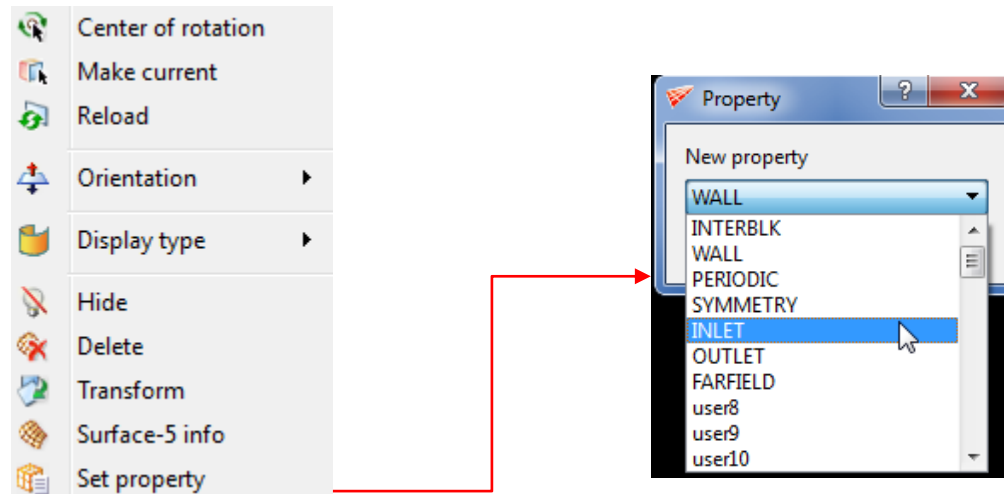 Center of rotation
Make current
Reload
Orientation
Display type
Hide
Delete
Transform
Surface-5 info
Set property
Property
?
X
New property
WALL
INTERBLK
WALL
PERIODIC
SYMMETRY
INLET
OUTLET
FARFIELD
user8
user9
user10